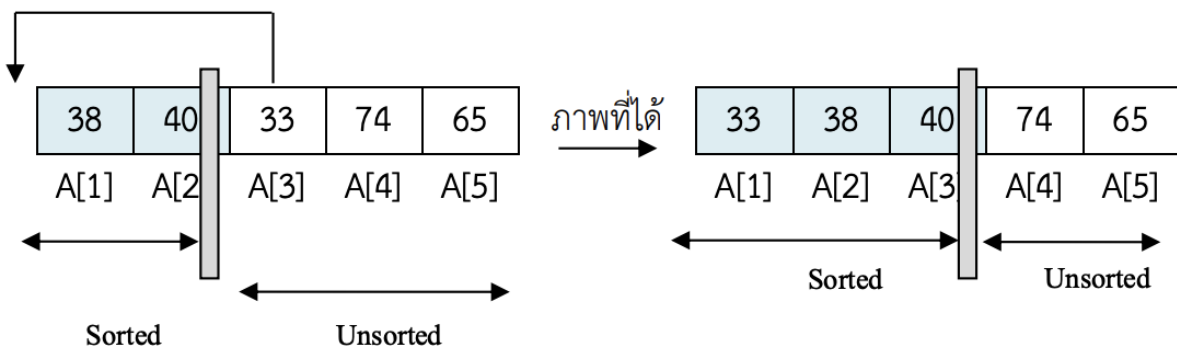 38 40 33 74 65
A[1] A[2 A[3] A[4] A[5]
Sorted Unsorted
ภาพที่ได้
33 38 40 74 65
A[1] A[2] A[3] A[4] A[5]
Sorted Unsorted